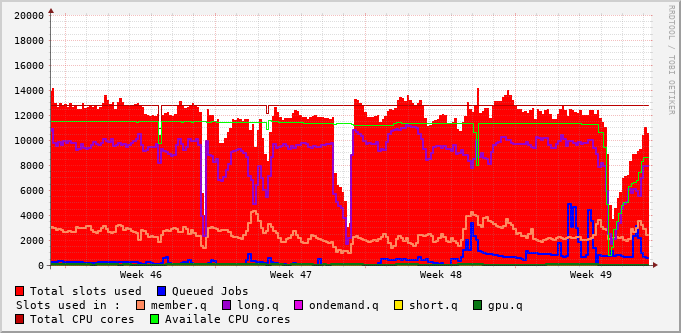 20000
18000
16000
14000
12000
10000
8000
6000
4000
2000
0
Week 46 Week 47 Week 48 Week 49
RRDTOOL / TOBI OETIKER
Total slots used Queued Jobs
Slots used in : member.q long.q ondemand.q short.q gpu.q
Total CPU cores Availale CPU cores